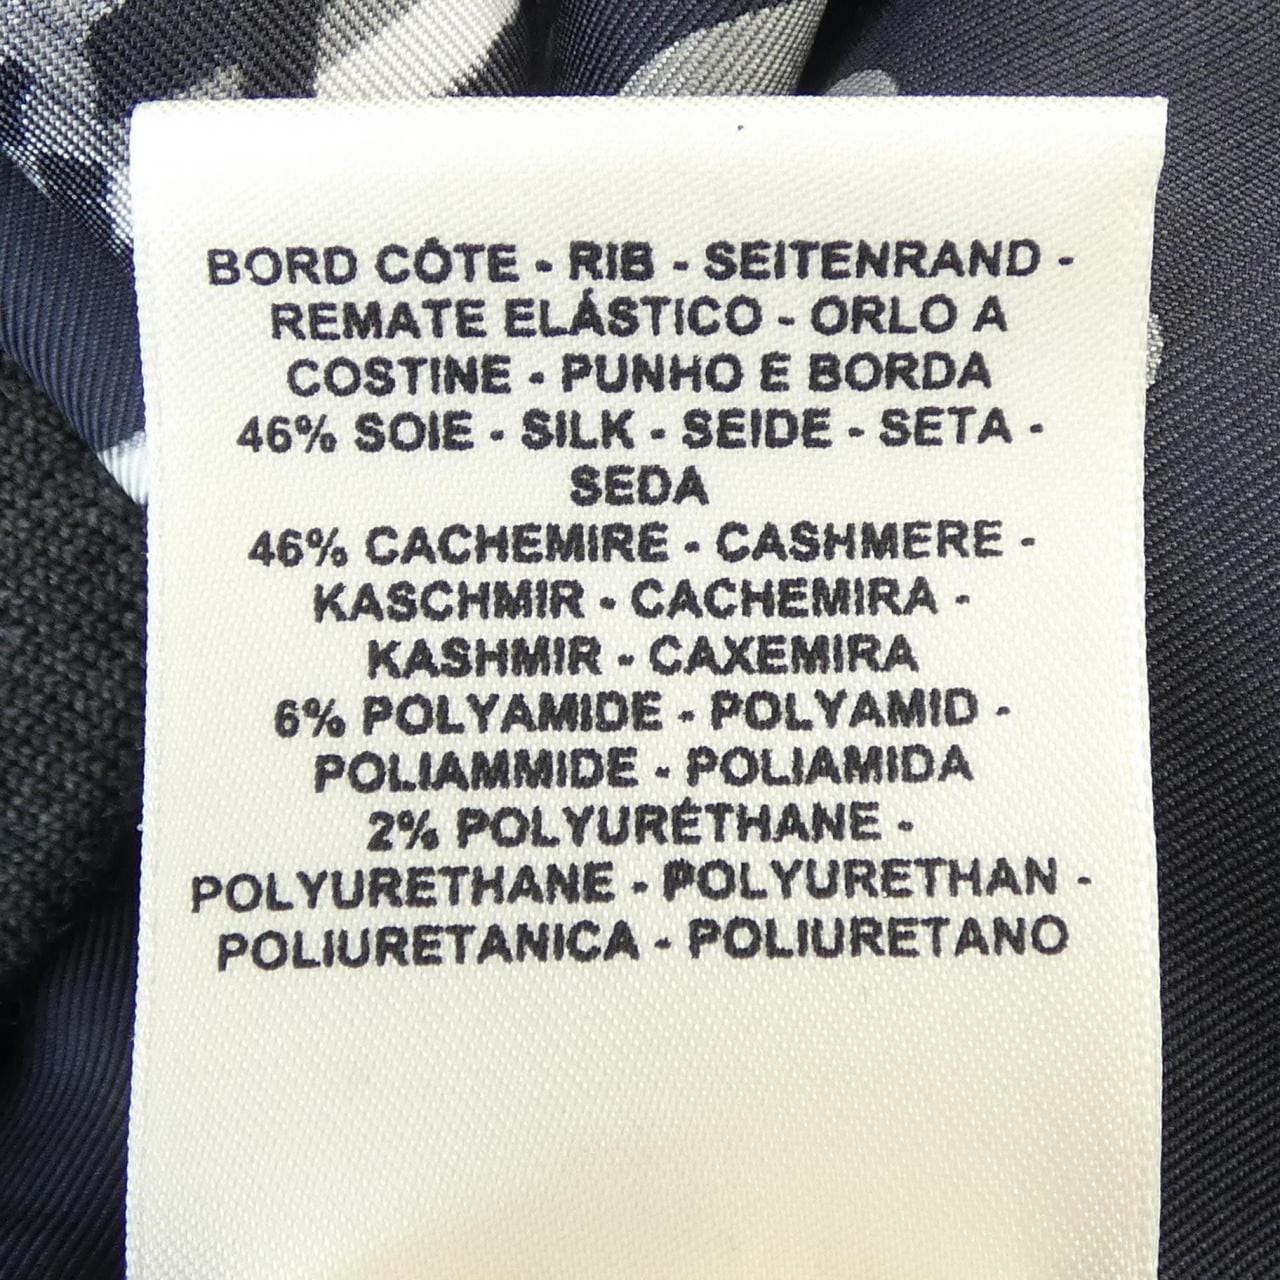 BORD CÔTE - RIB - SEITENRAND -
REMATE ELÁSTICO - ORLO A
COSTINE - PUNHO E BORDA
46% SOIE - SILK - SEIDE - SETA -
SEDA
46% CACHEMIRE - CASHMERE -
KASCHMIR - CACHEMIRA -
KASHMIR - CAXEMIRA
6% POLYAMIDE - POLYAMID -
POLIAMMIDE - POLIAMIDA
2% POLYURÉTHANE -
POLYURETHANE - POLYURETHAN -
POLIURETANICA - POLIURETANO